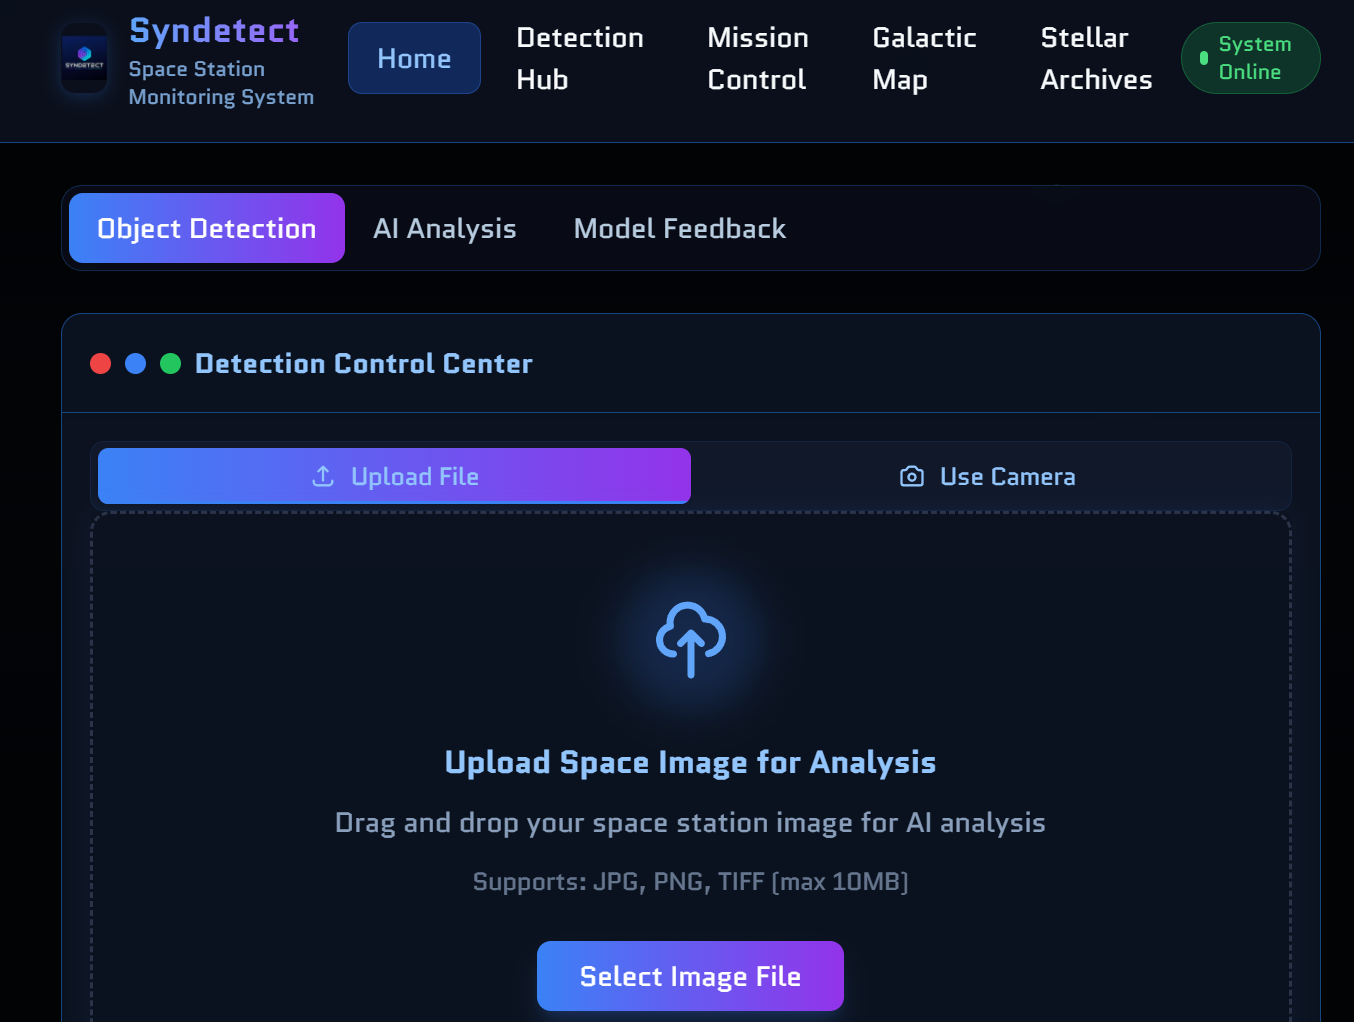 SYNDETECT
Syndetect
Space Station
Monitoring System
Home
Detection
Hub
Mission
Control
Galactic
Map
Stellar
Archives
System
Online
Object Detection
AI Analysis
Model Feedback
Detection Control Center
Upload File
Use Camera
Upload Space Image for Analysis
Drag and drop your space station image for AI analysis
Supports: JPG, PNG, TIFF (max 10MB)
Select Image File